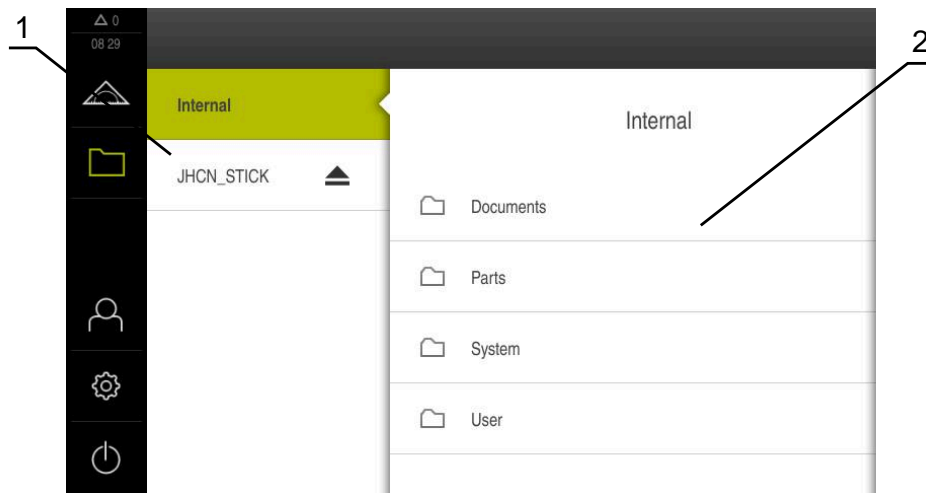 1
0
08 29
2
Internal
JHCN_STICK
Internal
Documents
Parts
System
User